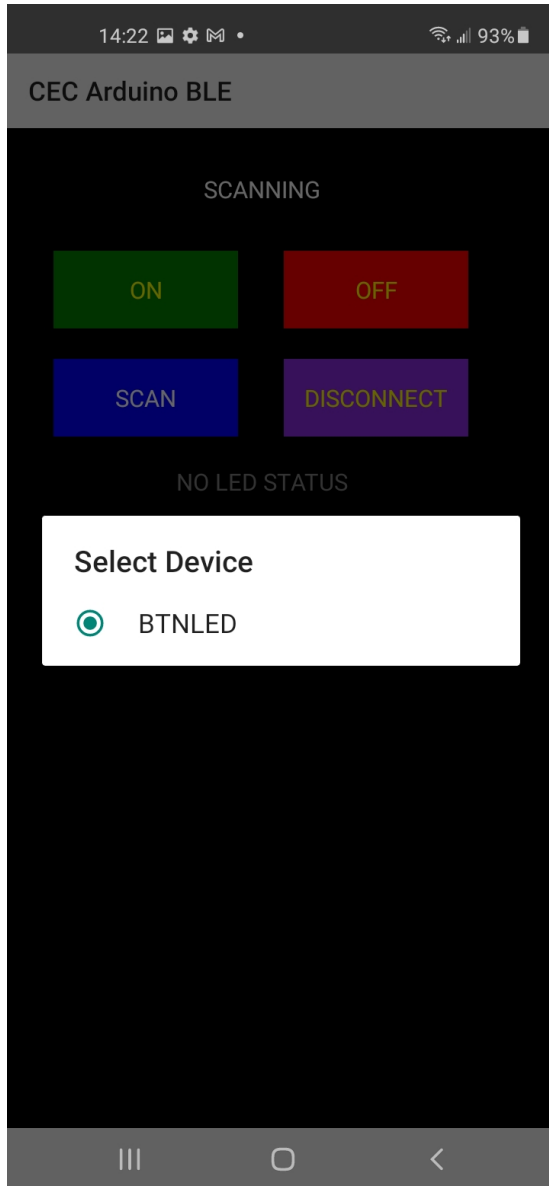 14:22 93%
CEC Arduino BLE
SCANNING
ON OFF
SCAN DISCONNECT
NO LED STATUS
Select Device
BTNLED